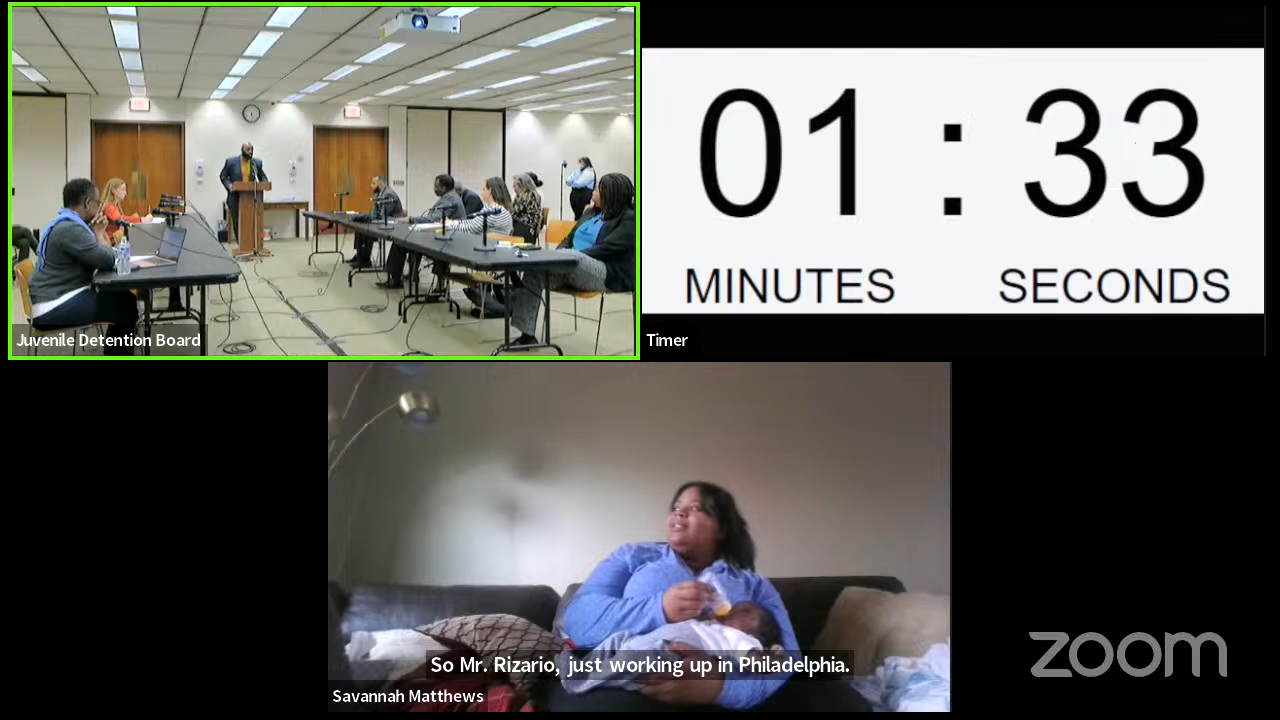 Juvenile Detention Board
01 : 33
MINUTES SECONDS
Timer
So Mr. Rizario, just working up in Philadelphia.
Savannah Matthews
zoom